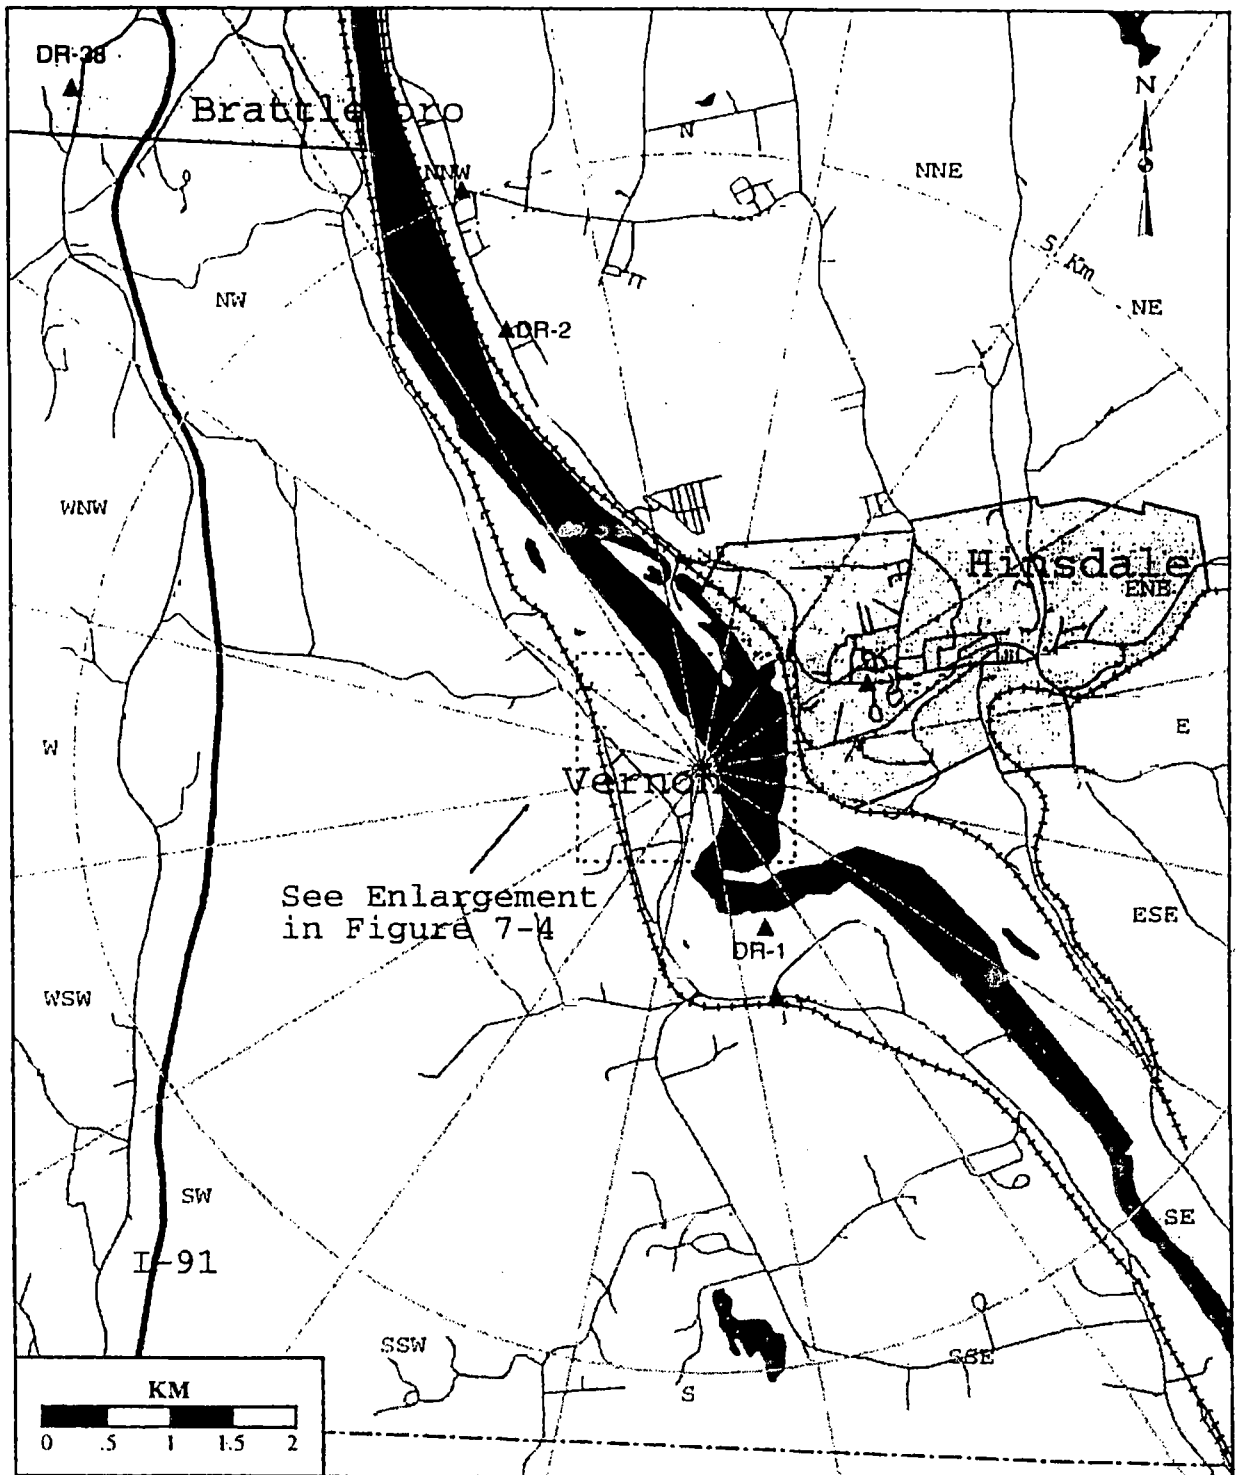 DR-38
Brattleboro
N
N
NNW
NNE
5 Km
NW
NE
DR-2
WNW
Hinsdale
ENE
W
E
Vernon
See Enlargement
in Figure 7-4
ESE
DR-1
WSW
SW
SE
I-91
SSW
SSE
S
KM
0 .5 1 1.5 2